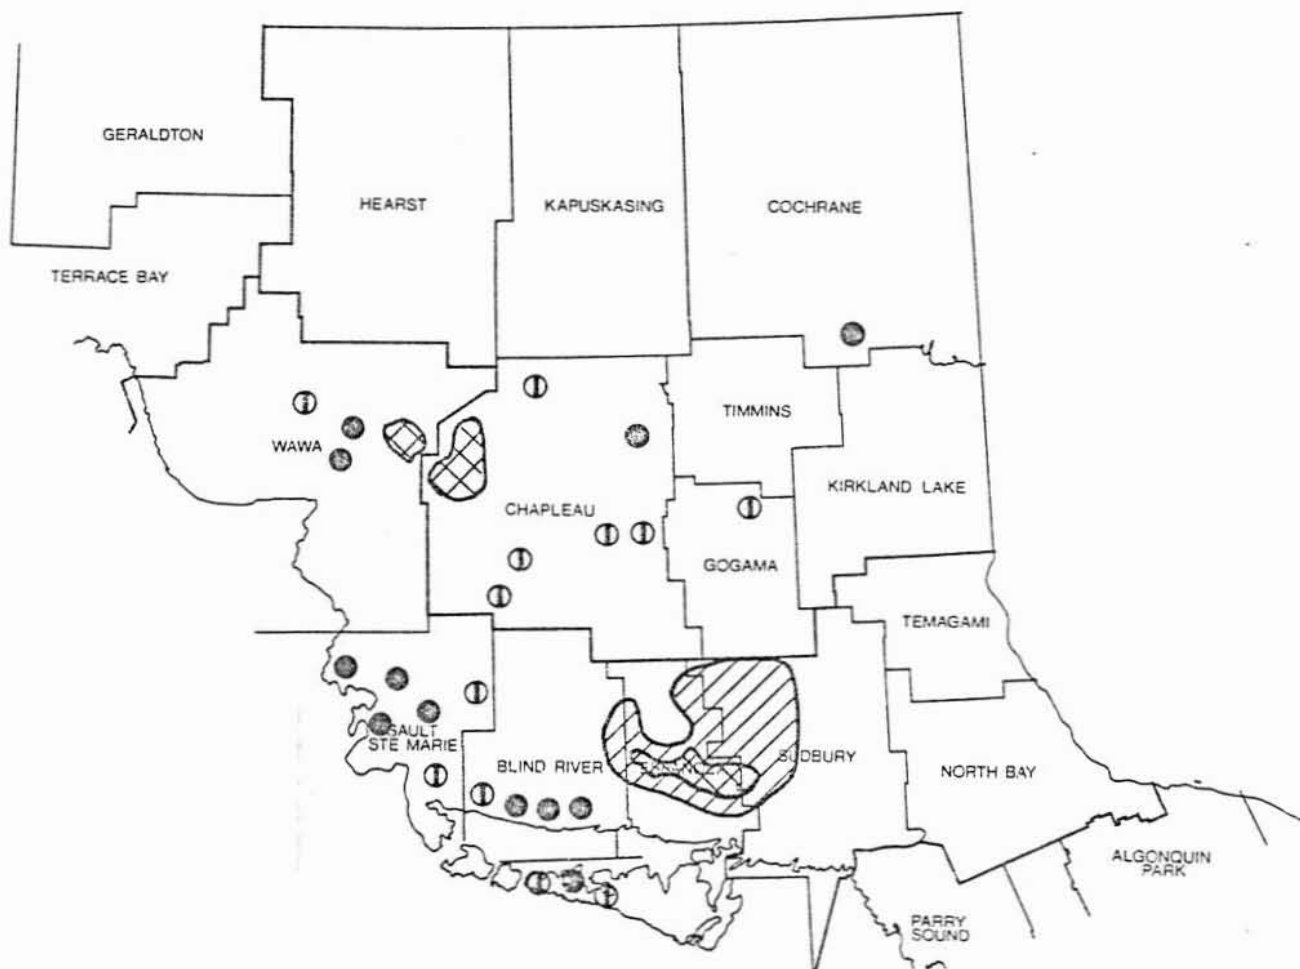 GERALDTON
HEARST
KAPUSKASING
COCHRANE
TERRACE BAY
TIMMINS
WAWA
KIRKLAND LAKE
CHAPLEAU
GOGAMA
TEMAGAMI
SAULT
STE MARIE
BLIND RIVER
SUDBURY
NORTH BAY
ALGONQUIN
PARK
PARRY
SOUND